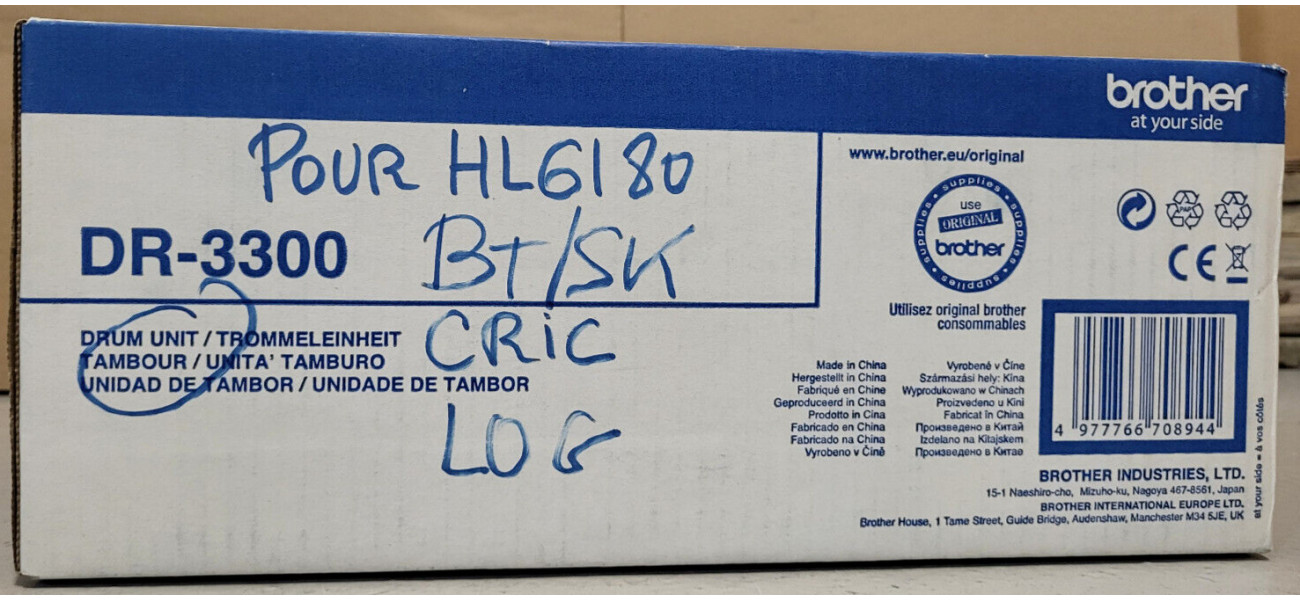 brother
at your side
POUR HL6180
DR-3300
BT/SK
CRIC
LOG
DRUM UNIT / TROMMELEINHEIT
TAMBOUR / UNITA' TAMBURO
UNIDAD DE TAMBOR / UNIDADE DE TAMBOR
www.brother.eu/original
supplies • supplies • supplies • supplies
use
ORIGINAL
brother
PAP
CE
Utilisez original brother
consommables
Made in China
Hergestellt in China
Fabriqué en Chine
Geproduceerd in China
Prodotto in Cina
Fabricado en China
Fabricado na China
Vyrobeno v Číně
Vyrobené v Číne
Származási hely: Kína
Wyprodukowano w Chinach
Proizvedeno u Kini
Fabricat în China
Произведено в Китай
Izdelano na Kitajskem
Произведено в Китае
4 977766 708944
BROTHER INDUSTRIES, LTD.
15-1 Naeshiro-cho, Mizuho-ku, Nagoya 467-8561, Japan
BROTHER INTERNATIONAL EUROPE LTD.
Brother House, 1 Tame Street, Guide Bridge, Audenshaw, Manchester M34 5JE, UK
at your side = à vos côtés